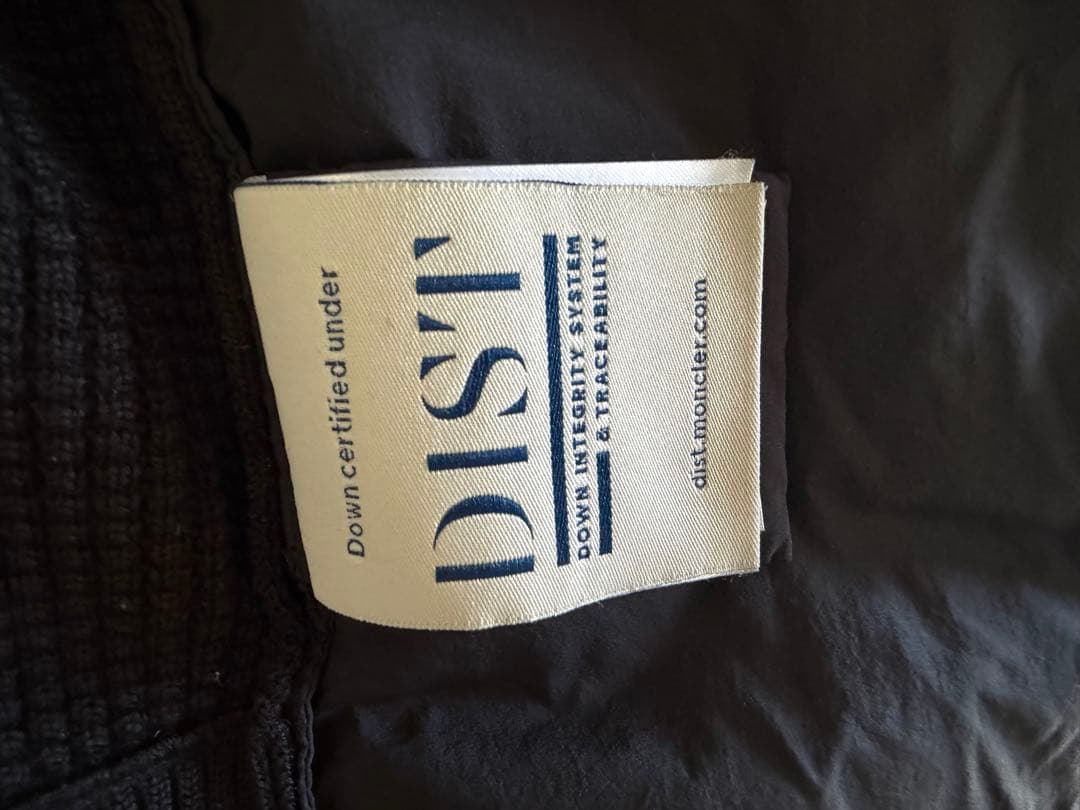 Down certified under
DIST
DOWN INTEGRITY SYSTEM
& TRACEABILITY
dist.moncler.com